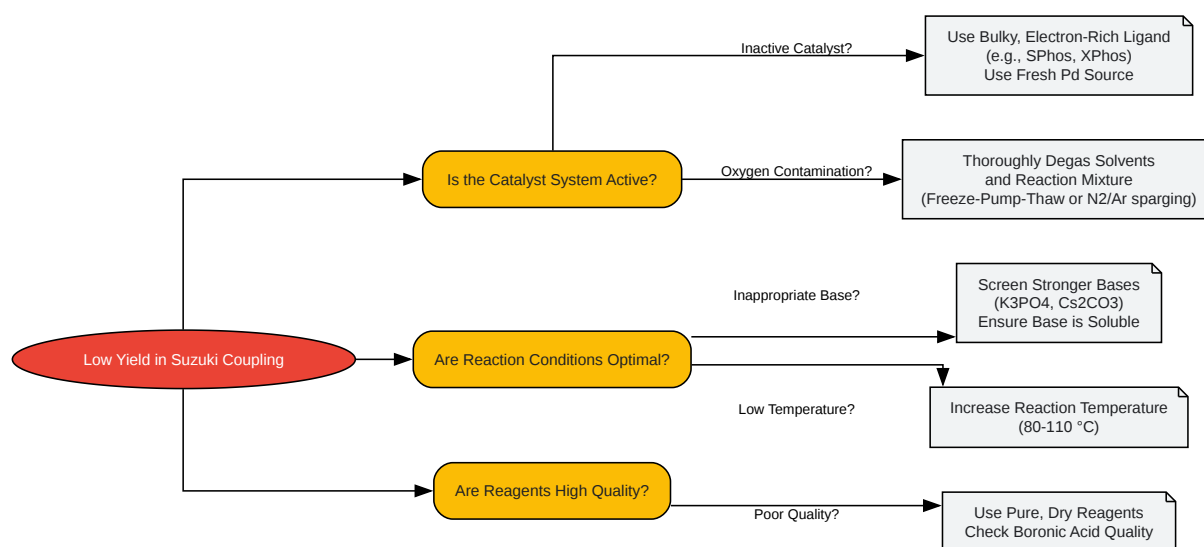 Inactive Catalyst?
Use Bulky, Electron-Rich Ligand
(e.g., SPhos, XPhos)
Use Fresh Pd Source
Is the Catalyst System Active?
Oxygen Contamination?
Thoroughly Degas Solvents
and Reaction Mixture
(Freeze-Pump-Thaw or N2/Ar sparging)
Inappropriate Base?
Screen Stronger Bases
(K3PO4, Cs2CO3)
Ensure Base is Soluble
Low Yield in Suzuki Coupling
Are Reaction Conditions Optimal?
Low Temperature?
Increase Reaction Temperature
(80-110 °C)
Are Reagents High Quality?
Poor Quality?
Use Pure, Dry Reagents
Check Boronic Acid Quality